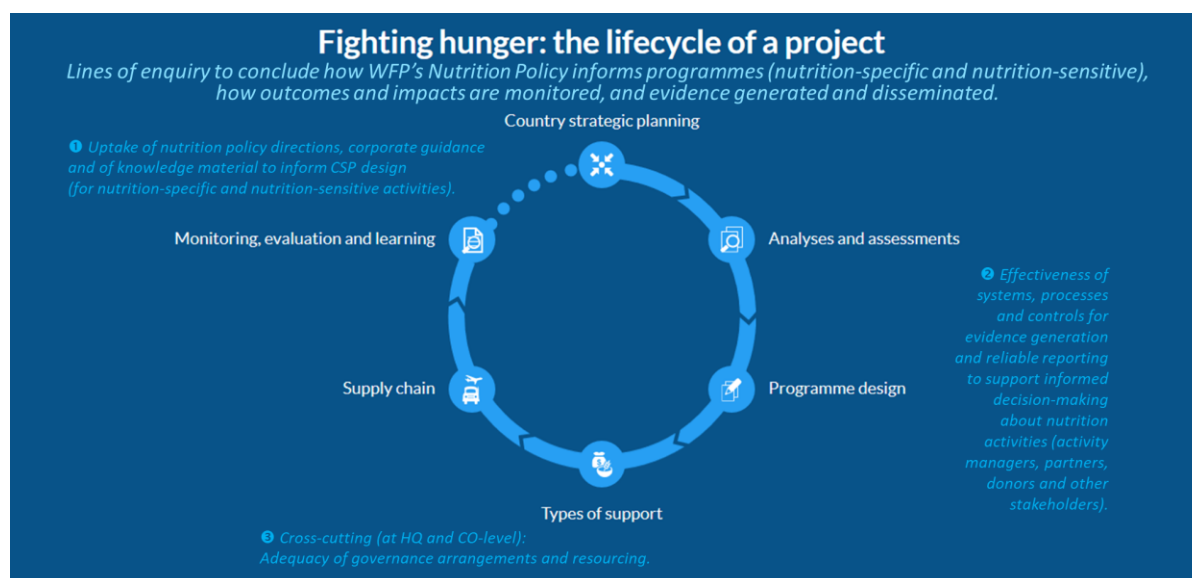 Fighting hunger: the lifecycle of a project
Lines of enquiry to conclude how WFP's Nutrition Policy informs programmes (nutrition-specific and nutrition-sensitive),
how outcomes and impacts are monitored, and evidence generated and disseminated.
Country strategic planning
❶ Uptake of nutrition policy directions, corporate guidance
and of knowledge material to inform CSP design
(for nutrition-specific and nutrition-sensitive activities).
Monitoring, evaluation and learning
Analyses and assessments
❷ Effectiveness of
systems, processes
and controls for
evidence generation
and reliable reporting
to support informed
decision-making
about nutrition
activities (activity
managers, partners,
donors and other
stakeholders).
Supply chain
Programme design
Types of support
❸ Cross-cutting (at HQ and CO-level):
Adequacy of governance arrangements and resourcing.